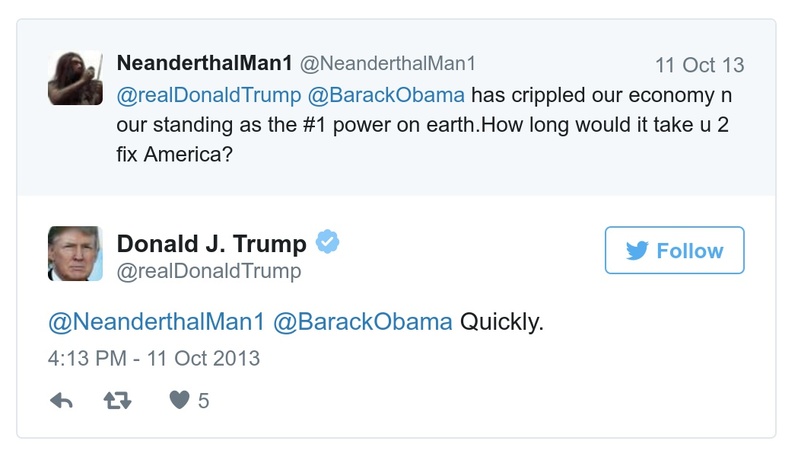 NeanderthalMan1 @NeanderthalMan1 11 Oct 13
@realDonaldTrump @BarackObama has crippled our economy n
our standing as the #1 power on earth.How long would it take u 2
fix America?
Donald J. Trump
@realDonaldTrump
Follow
@NeanderthalMan1 @BarackObama Quickly.
4:13 PM - 11 Oct 2013
5